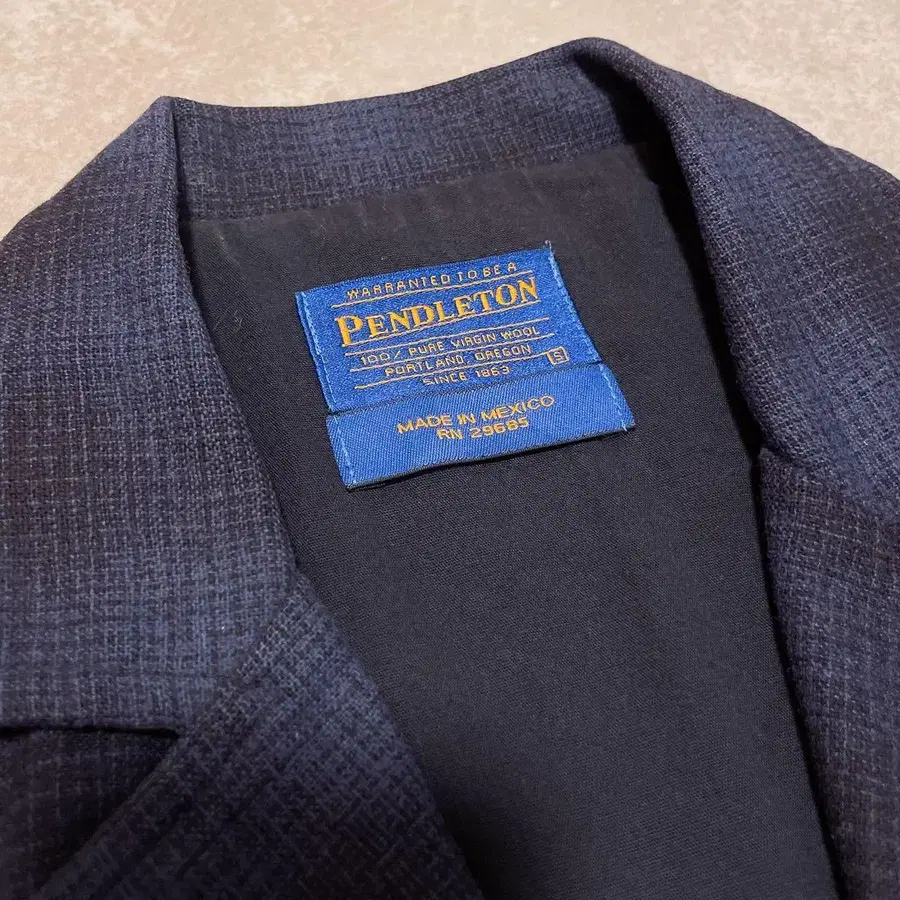 WARRANTED TO BE A
PENDLETON
100% PURE VIRGIN WOOL
PORTLAND, OREGON
S
SINCE 1863
MADE IN MEXICO
RN 29685